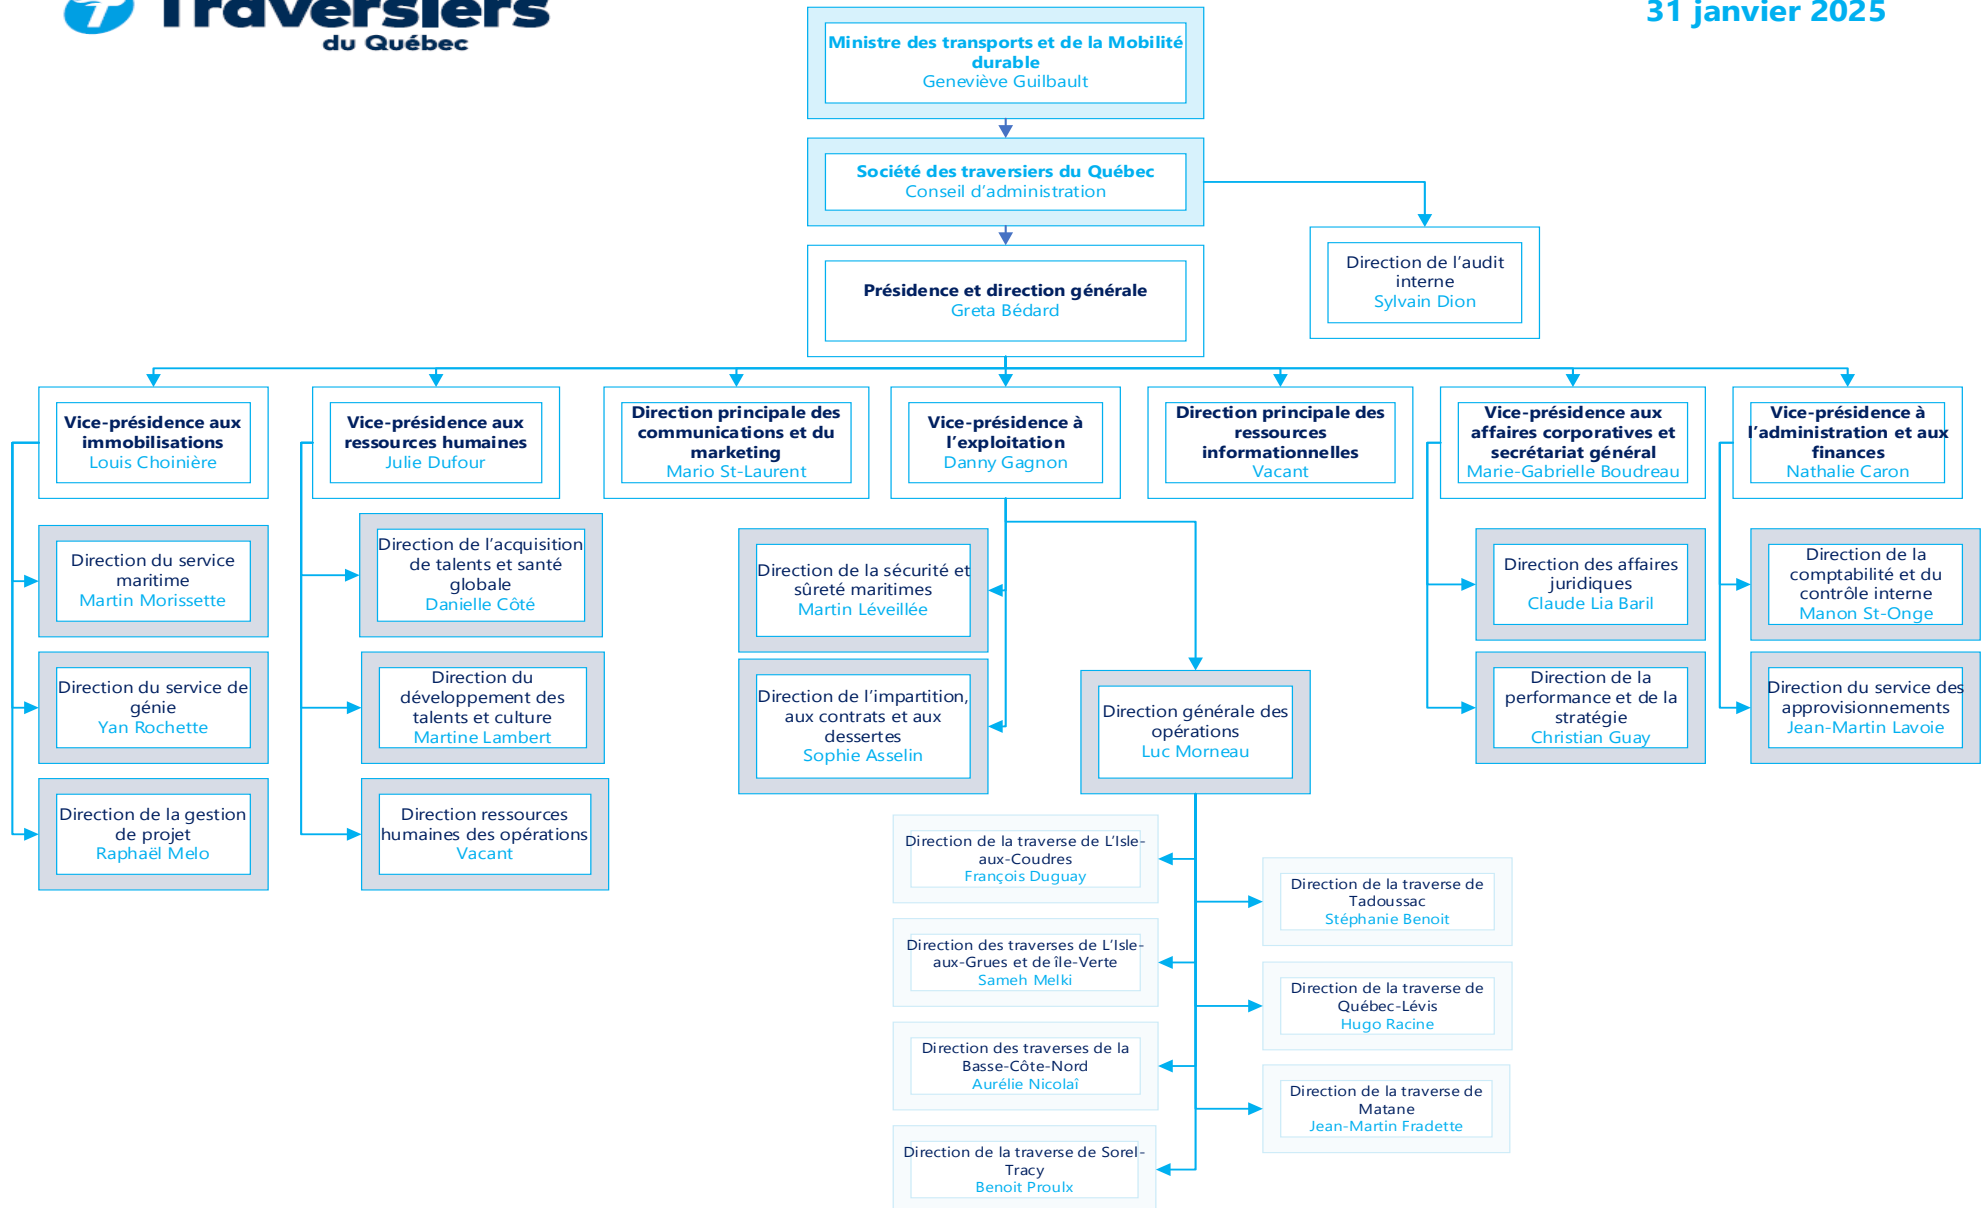 Traversiers
du Québec
31 janvier 2025
Ministre des transports et de la Mobilité
durable
Geneviève Guilbault
Société des traversiers du Québec
Conseil d'administration
Direction de l'audit
interne
Sylvain Dion
Présidence et direction générale
Greta Bédard
Vice-présidence aux
immobilisations
Louis Choinière
Vice-présidence aux
ressources humaines
Julie Dufour
Direction principale des
communications et du
marketing
Mario St-Laurent
Vice-présidence à
l'exploitation
Danny Gagnon
Direction principale des
ressources
informationnelles
Vacant
Vice-présidence aux
affaires corporatives et
secrétariat général
Marie-Gabrielle Boudreau
Vice-présidence à
l'administration et aux
finances
Nathalie Caron
Direction du service
maritime
Martin Morissette
Direction de l'acquisition
de talents et santé
globale
Danielle Côté
Direction de la sécurité et
sûreté maritimes
Martin Léveillée
Direction des affaires
juridiques
Claude Lia Baril
Direction de la
comptabilité et du
contrôle interne
Manon St-Onge
Direction du service de
génie
Yan Rochette
Direction du
développement des
talents et culture
Martine Lambert
Direction de l'impartition,
aux contrats et aux
dessertes
Sophie Asselin
Direction générale des
opérations
Luc Morneau
Direction de la
performance et de la
stratégie
Christian Guay
Direction du service des
approvisionnements
Jean-Martin Lavoie
Direction de la gestion
de projet
Raphaël Melo
Direction ressources
humaines des opérations
Vacant
Direction de la traverse de L'Isle-
aux-Coudres
François Duguay
Direction de la traverse de
Tadoussac
Stéphanie Benoit
Direction des traverses de L'Isle-
aux-Grues et de île-Verte
Sameh Melki
Direction de la traverse de
Québec-Lévis
Hugo Racine
Direction des traverses de la
Basse-Côte-Nord
Aurélie Nicolaî
Direction de la traverse de
Matane
Jean-Martin Fradette
Direction de la traverse de Sorel-
Tracy
Benoit Proulx